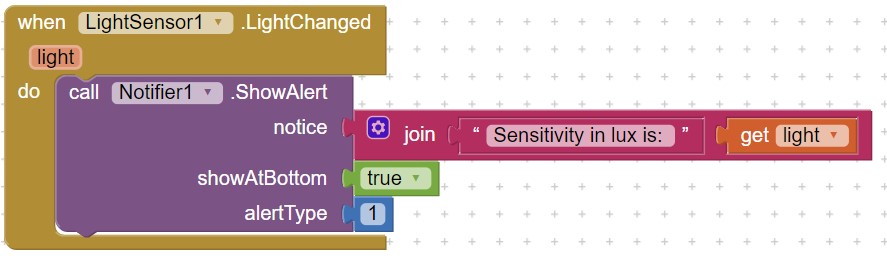 when LightSensor1 .LightChanged
light
do call Notifier1 .ShowAlert
notice join “ Sensitivity in lux is: ” get light
showAtBottom true
alertType 1